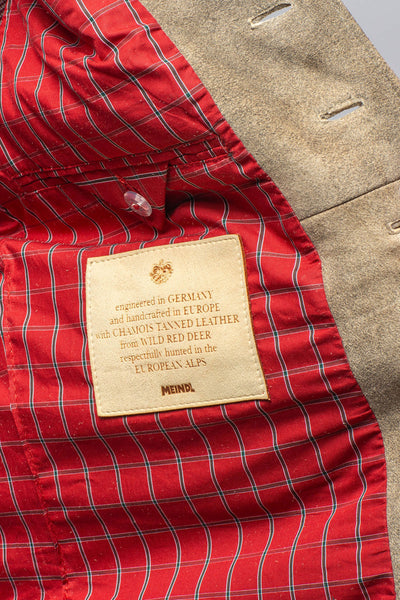 engineered in GERMANY
and handcrafted in EUROPE
with CHAMOIS TANNED LEATHER
from WILD RED DEER
respectfully hunted in the
EUROPEAN ALPS
MEINDL